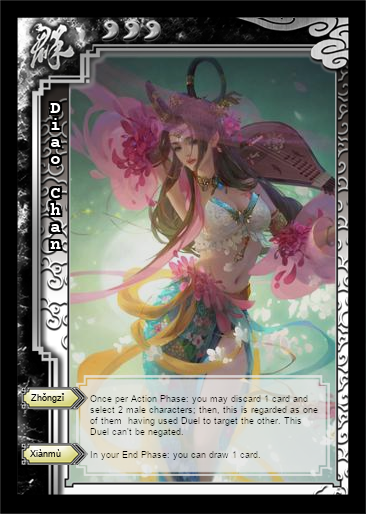 群
Diao Chan
Zhōngzǐ
Once per Action Phase: you may discard 1 card and
select 2 male characters; then, this is regarded as one
of them having used Duel to target the other. This
Duel can't be negated.
Xiànmù
In your End Phase: you can draw 1 card.